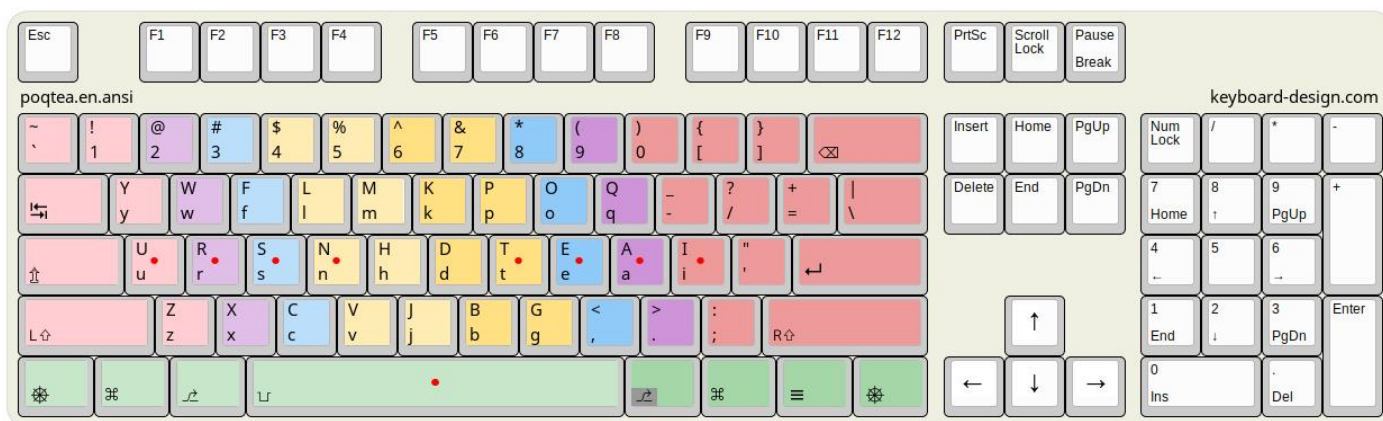 Esc F1 F2 F3 F4 F5 F6 F7 F8 F9 F10 F11 F12 PrtSc Scroll Lock Pause Break
poqtea.en.ansi keyboard-design.com
~ ! @ # $ % ^ & * ( ) { } Insert Home PgUp Num Lock / * -
` 1 2 3 4 5 6 7 8 9 0 [ ] ⌫
Y W F L M K P O Q _ ? + | Delete End PgDn 7 8 9 +
↹ y w f l m k p o q - / = \ Home ↑ PgUp
U R S N H D T E A I " 4 5 6
⇫ u r s n h d t e a i ' ↵ ← →
Z X C V J B G < > : ↑ 1 2 3 Enter
L⇧ z x c v j b g , . ; R⇧ End ↓ PgDn
⎈ ⌘ ⎇ ⊔ ⎇ ⌘ ≡ ⎈ ← ↓ → 0 .
Ins Del